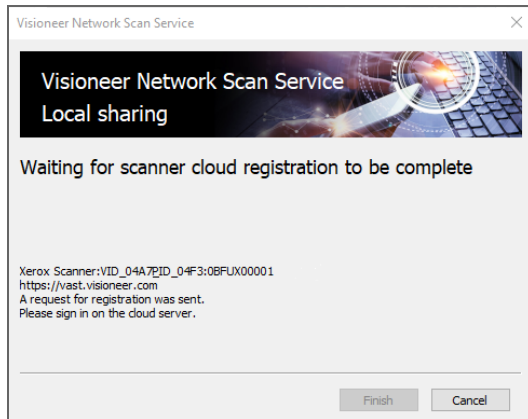 Visioneer Network Scan Service
Visioneer Network Scan Service
Local sharing
Waiting for scanner cloud registration to be complete
Xerox Scanner:VID_04A7PID_04F3:0BFUX00001
https://vast.visioneer.com
A request for registration was sent.
Please sign in on the cloud server.
Finish
Cancel